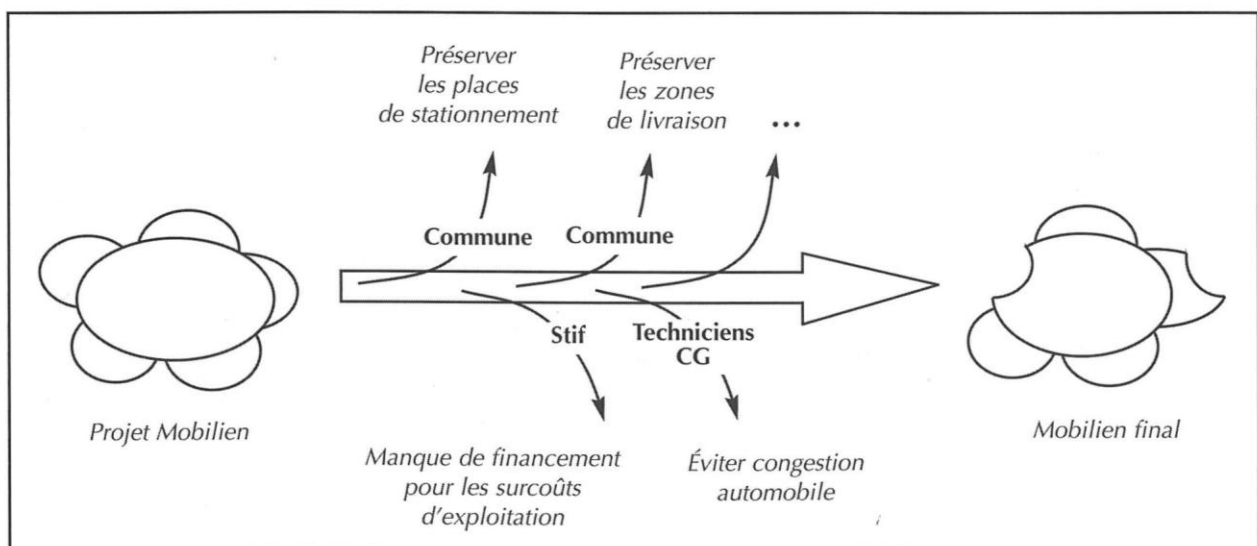 Préserver
les places
de stationnement
Préserver
les zones
de livraison
...
Commune
Commune
Stif
Techniciens
CG
Projet Mobilien
Mobilien final
Manque de financement
pour les surcoûts
d'exploitation
Éviter congestion
automobile